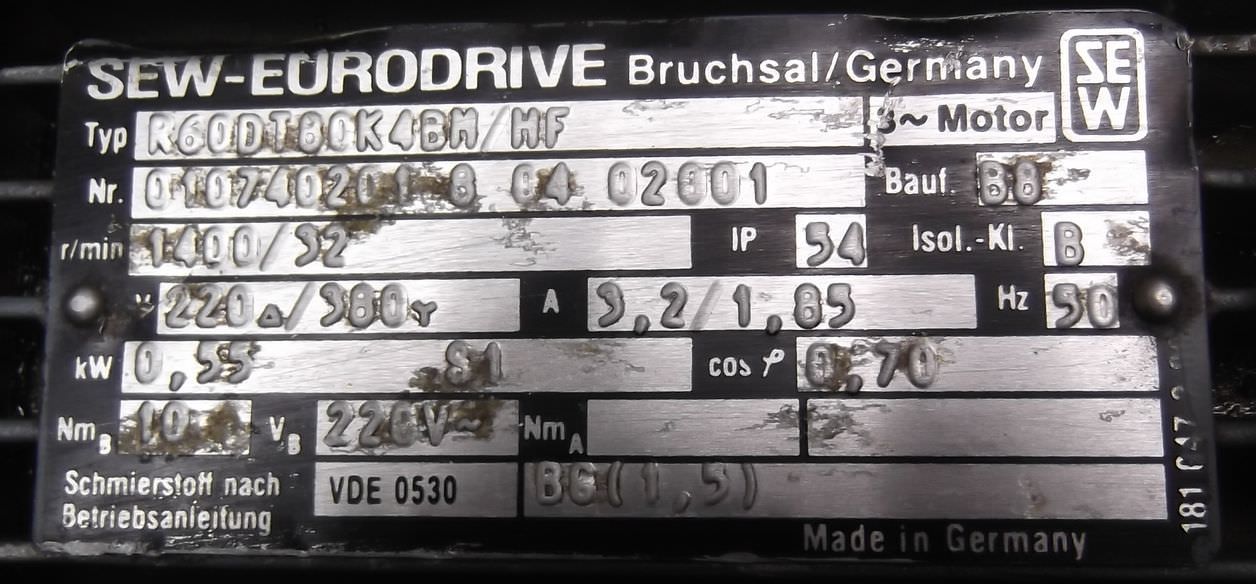 SEW-EURODRIVE Bruchsal/Germany SEW
Typ R60DT80K4BM/HF 3~ Motor
Nr. 010740201 8 04 02001 Bauf. B8
r/min 1400/32 IP 54 Isol.-Kl. B
V 220△/380Y A 3,2/1,85 Hz 50
kW 0,55 S1 cos φ 0,70
NmB 10 VB 220V~ NmA
Schmierstoff nach VDE 0530 BG(1,5)
Betriebsanleitung
Made in Germany
181